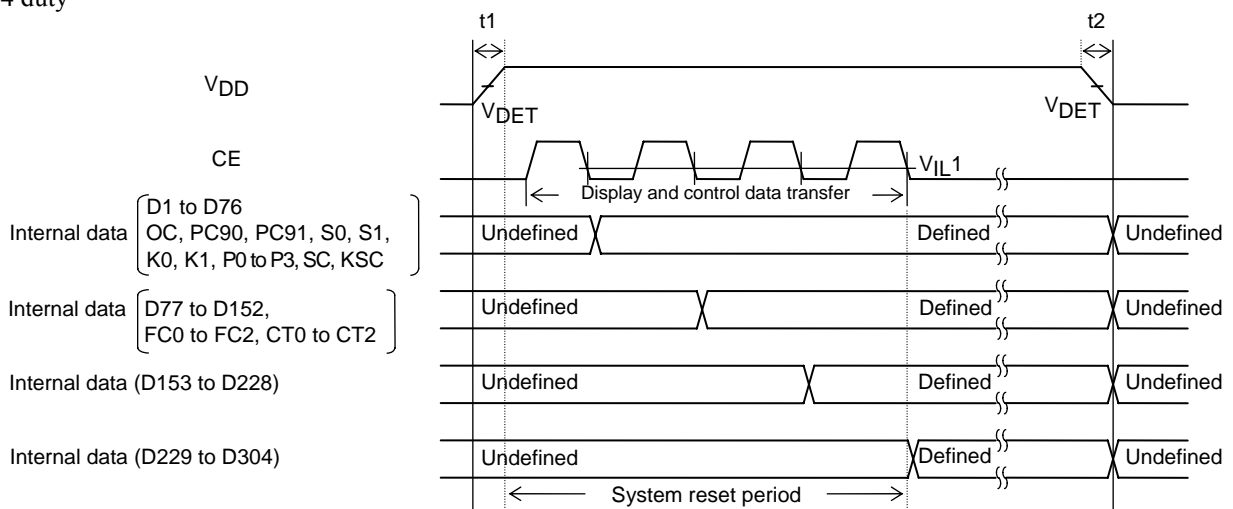 4 duty
t1 t2
VDD
VDET VDET
CE
VIL1
Display and control data transfer
D1 to D76
Internal data OC, PC90, PC91, S0, S1, Undefined Defined Undefined
K0, K1, P0 to P3, SC, KSC
Internal data D77 to D152, Undefined Defined Undefined
FC0 to FC2, CT0 to CT2
Internal data (D153 to D228) Undefined Defined Undefined
Internal data (D229 to D304) Undefined Defined Undefined
System reset period